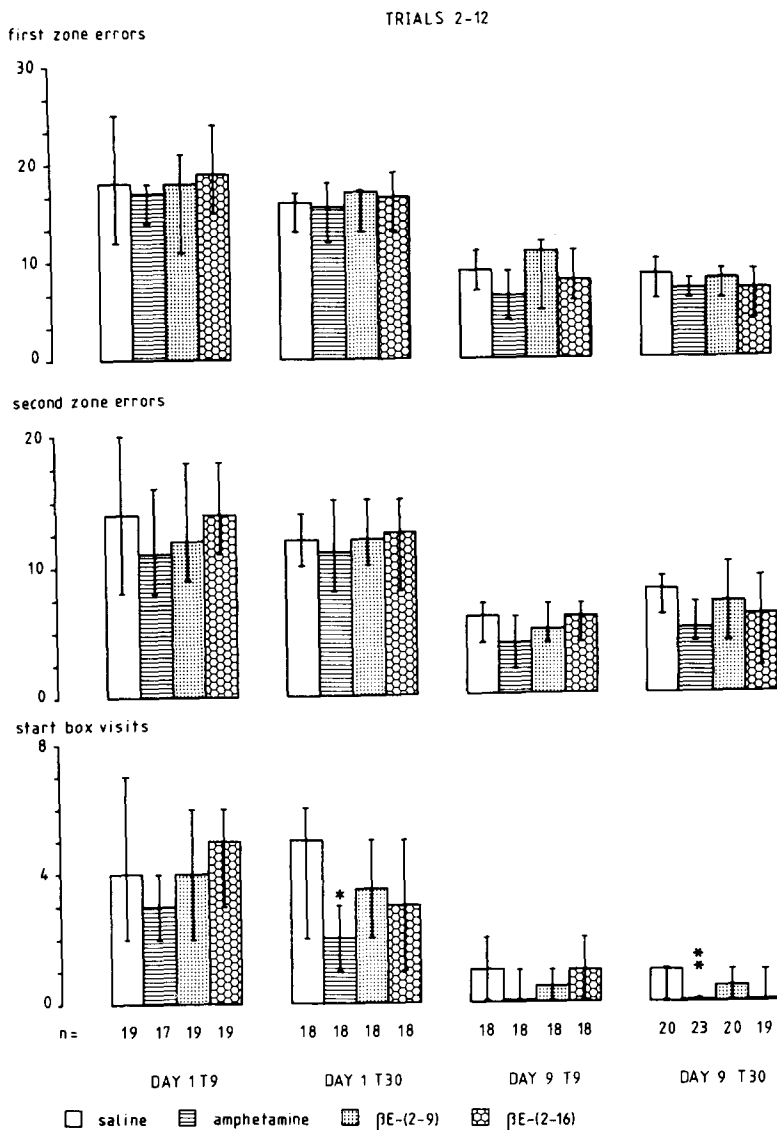 TRIALS 2-12
first zone errors
30
20
10
0
second zone errors
20
10
0
start box visits
8
4
0
*
*
*
n= 19 17 19 19 18 18 18 18 18 18 18 18 20 23 20 19
DAY 1 T9 DAY 1 T30 DAY 9 T9 DAY 9 T30
saline amphetamine βE-(2-9) βE-(2-16)